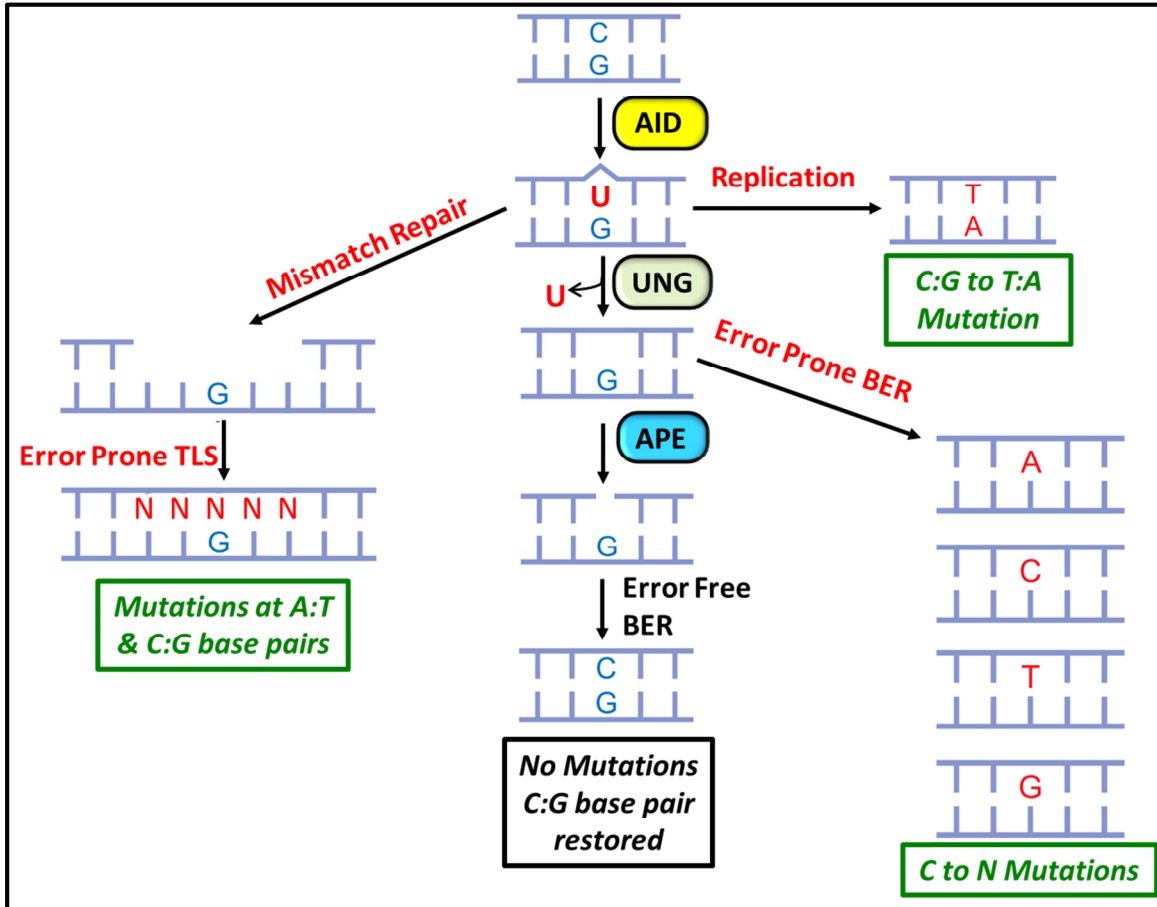 C
G
AID
U
G
Replication
T
A
C:G to T:A
Mutation
Mismatch Repair
U
UNG
G
Error Prone BER
G
Error Prone TLS
N N N N N
G
Mutations at A:T
& C:G base pairs
APE
G
Error Free
BER
C
G
No Mutations
C:G base pair
restored
A
C
T
G
C to N Mutations